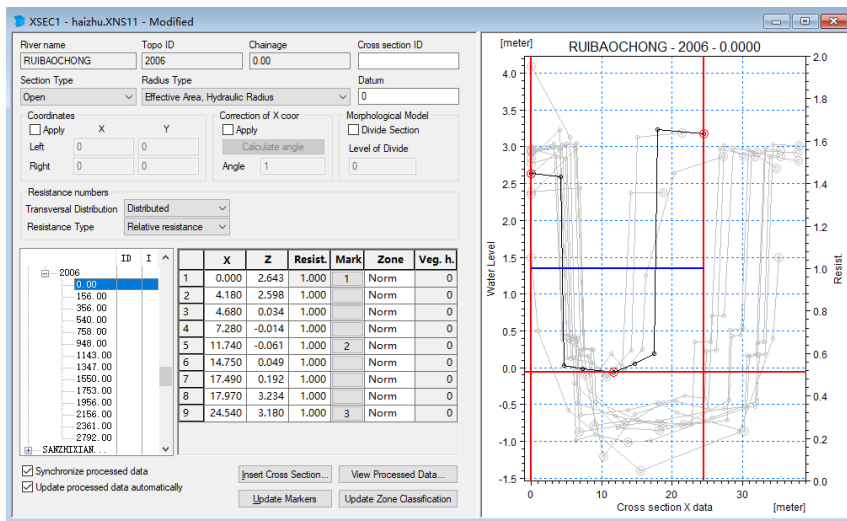 XSEC1 - haizhu.XNS11 - Modified
River name Topo ID Chainage Cross section ID
RUIBAOCHONG 2006 0.00
Section Type Radius Type Datum
Open Effective Area, Hydraulic Radius 0
Coordinates Correction of X coor Morphological Model
Apply X Y Apply Divide Section
Left 0 0 Calculate angle Level of Divide
Right 0 0 Angle 1 0
Resistance numbers
Transversal Distribution Distributed
Resistance Type Relative resistance
ID I
2006
0.00
156.00
356.00
540.00
758.00
948.00
1143.00
1347.00
1550.00
1753.00
1956.00
2156.00
2361.00
2792.00
SANZHIXIAN...
X Z Resist. Mark Zone Veg. h.
1 0.000 2.643 1.000 1 Norm 0
2 4.180 2.598 1.000 Norm 0
3 4.680 0.034 1.000 Norm 0
4 7.280 -0.014 1.000 Norm 0
5 11.740 -0.061 1.000 2 Norm 0
6 14.750 0.049 1.000 Norm 0
7 17.490 0.192 1.000 Norm 0
8 17.970 3.234 1.000 Norm 0
9 24.540 3.180 1.000 3 Norm 0
Synchronize processed data
Update processed data automatically
Insert Cross Section... View Processed Data...
Update Markers Update Zone Classification
[meter] RUIBAOCHONG - 2006 - 0.0000
4.0
3.5
3.0
2.5
2.0
1.5
1.0
0.5
0.0
-0.5
-1.0
-1.5
Water Level
2.0
1.8
1.6
1.4
1.2
1.0
0.8
0.6
0.4
0.2
0.0
Resist.
0 10 20 30
Cross section X data [meter]